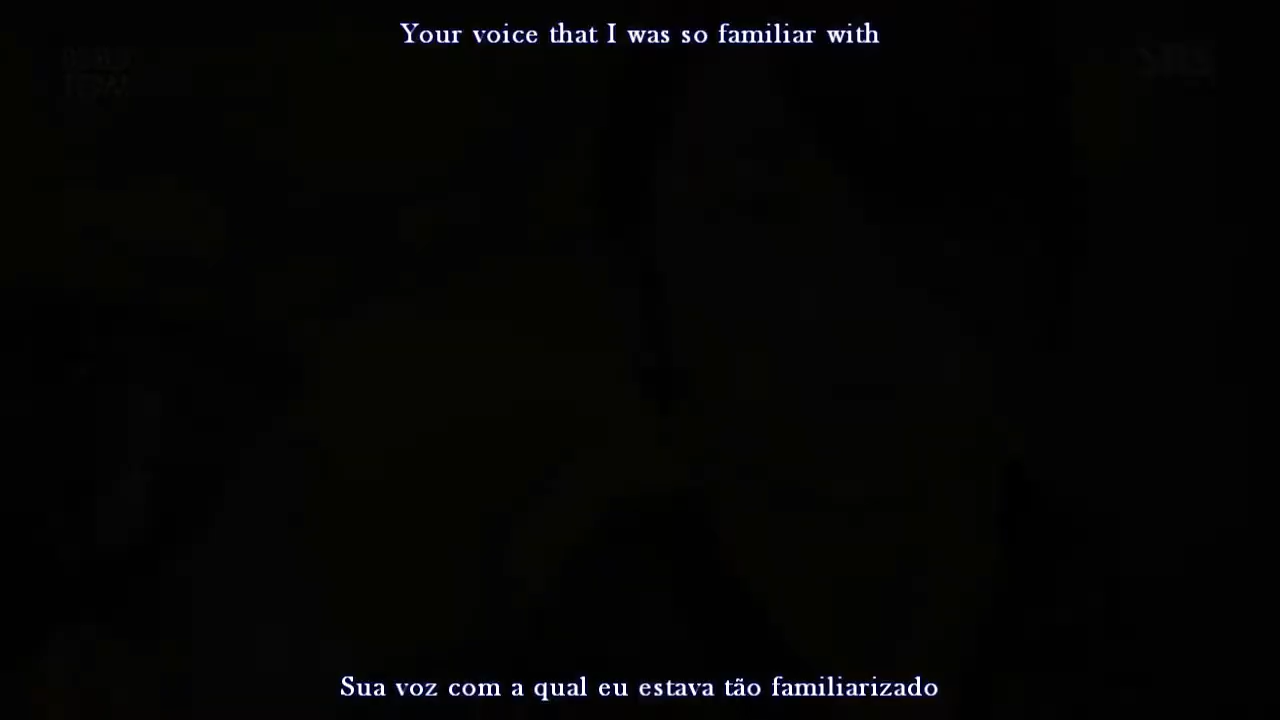 Your voice that I was so familiar with
Sua voz com a qual eu estava tão familiarizado